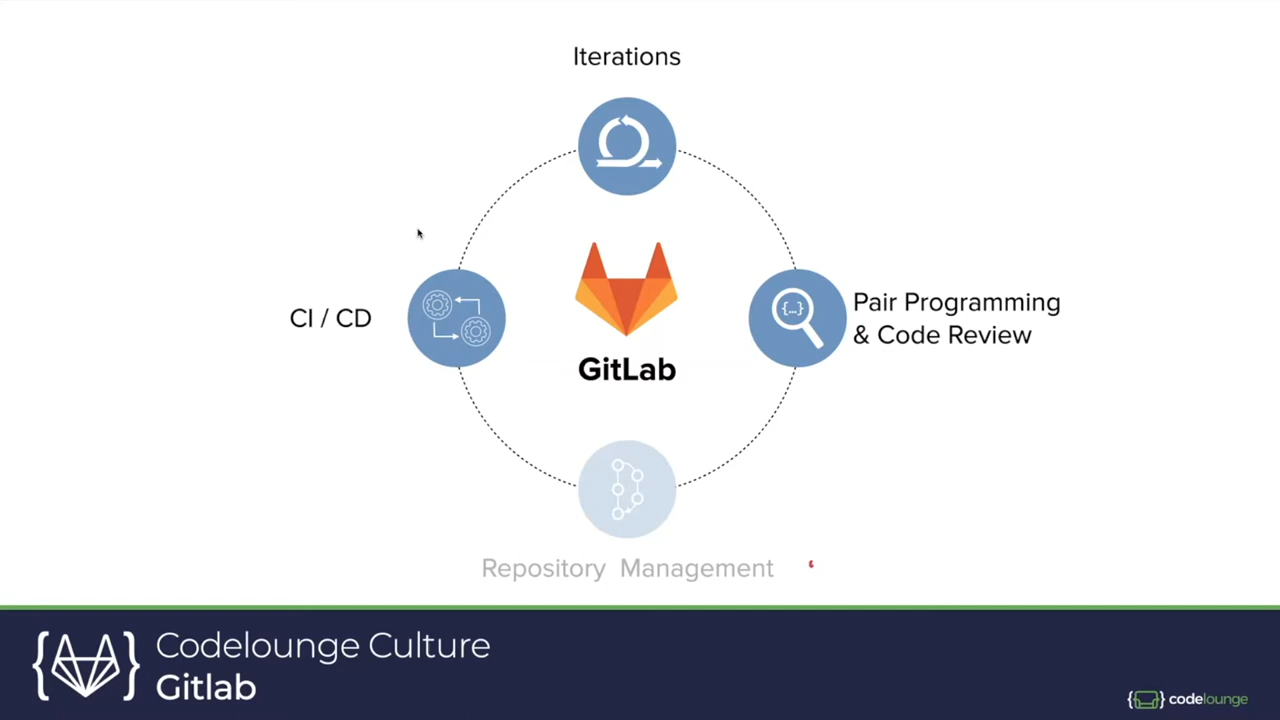 Iterations
CI / CD
Pair Programming
& Code Review
{...}
GitLab
Repository Management
Codelounge Culture
Gitlab
codelounge